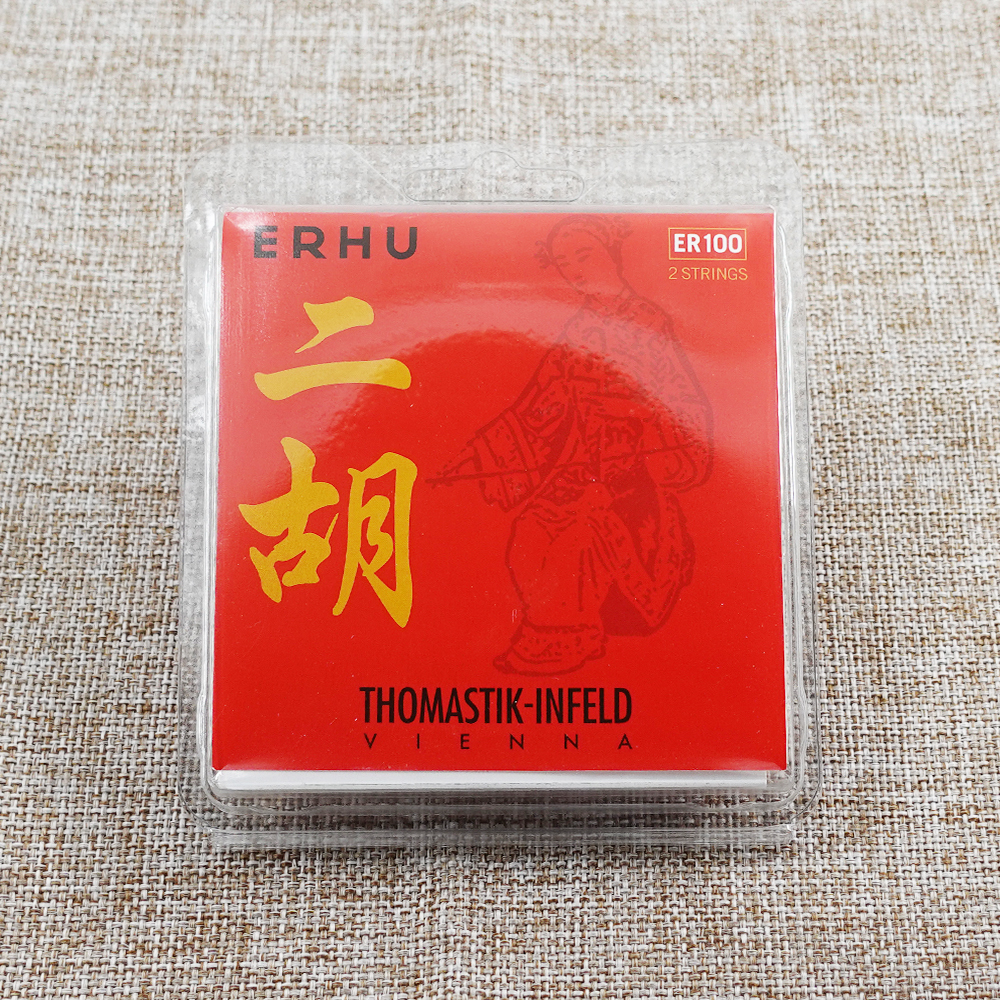 ERHU
ER100
2 STRINGS
二胡
THOMASTIK-INFELD
VIENNA